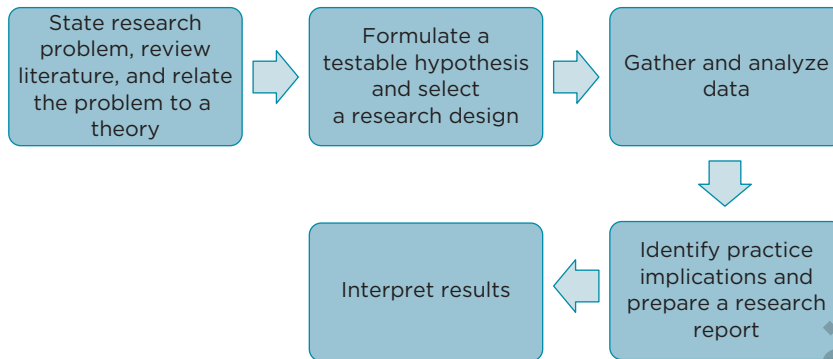 State research
problem, review
literature, and relate
the problem to a
theory
Formulate a
testable hypothesis
and select
a research design
Gather and analyze
data
Identify practice
implications and
prepare a research
report
Interpret results